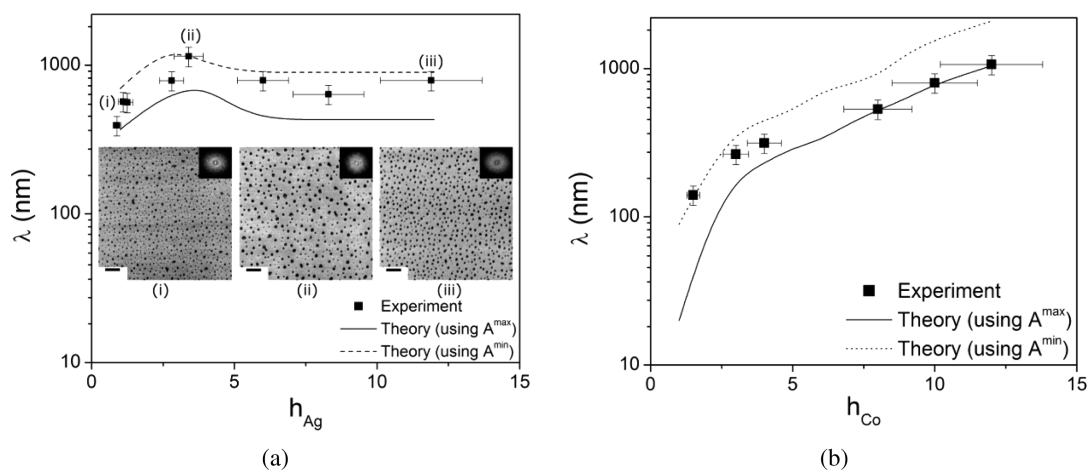 1000
100
10
λ (nm)
(i)
(ii)
(iii)
(i)
(ii)
(iii)
Experiment
Theory (using A^max)
Theory (using A^min)
0
5
10
15
h_Ag
(a)
1000
100
10
λ (nm)
Experiment
Theory (using A^max)
Theory (using A^min)
0
5
10
15
h_Co
(b)